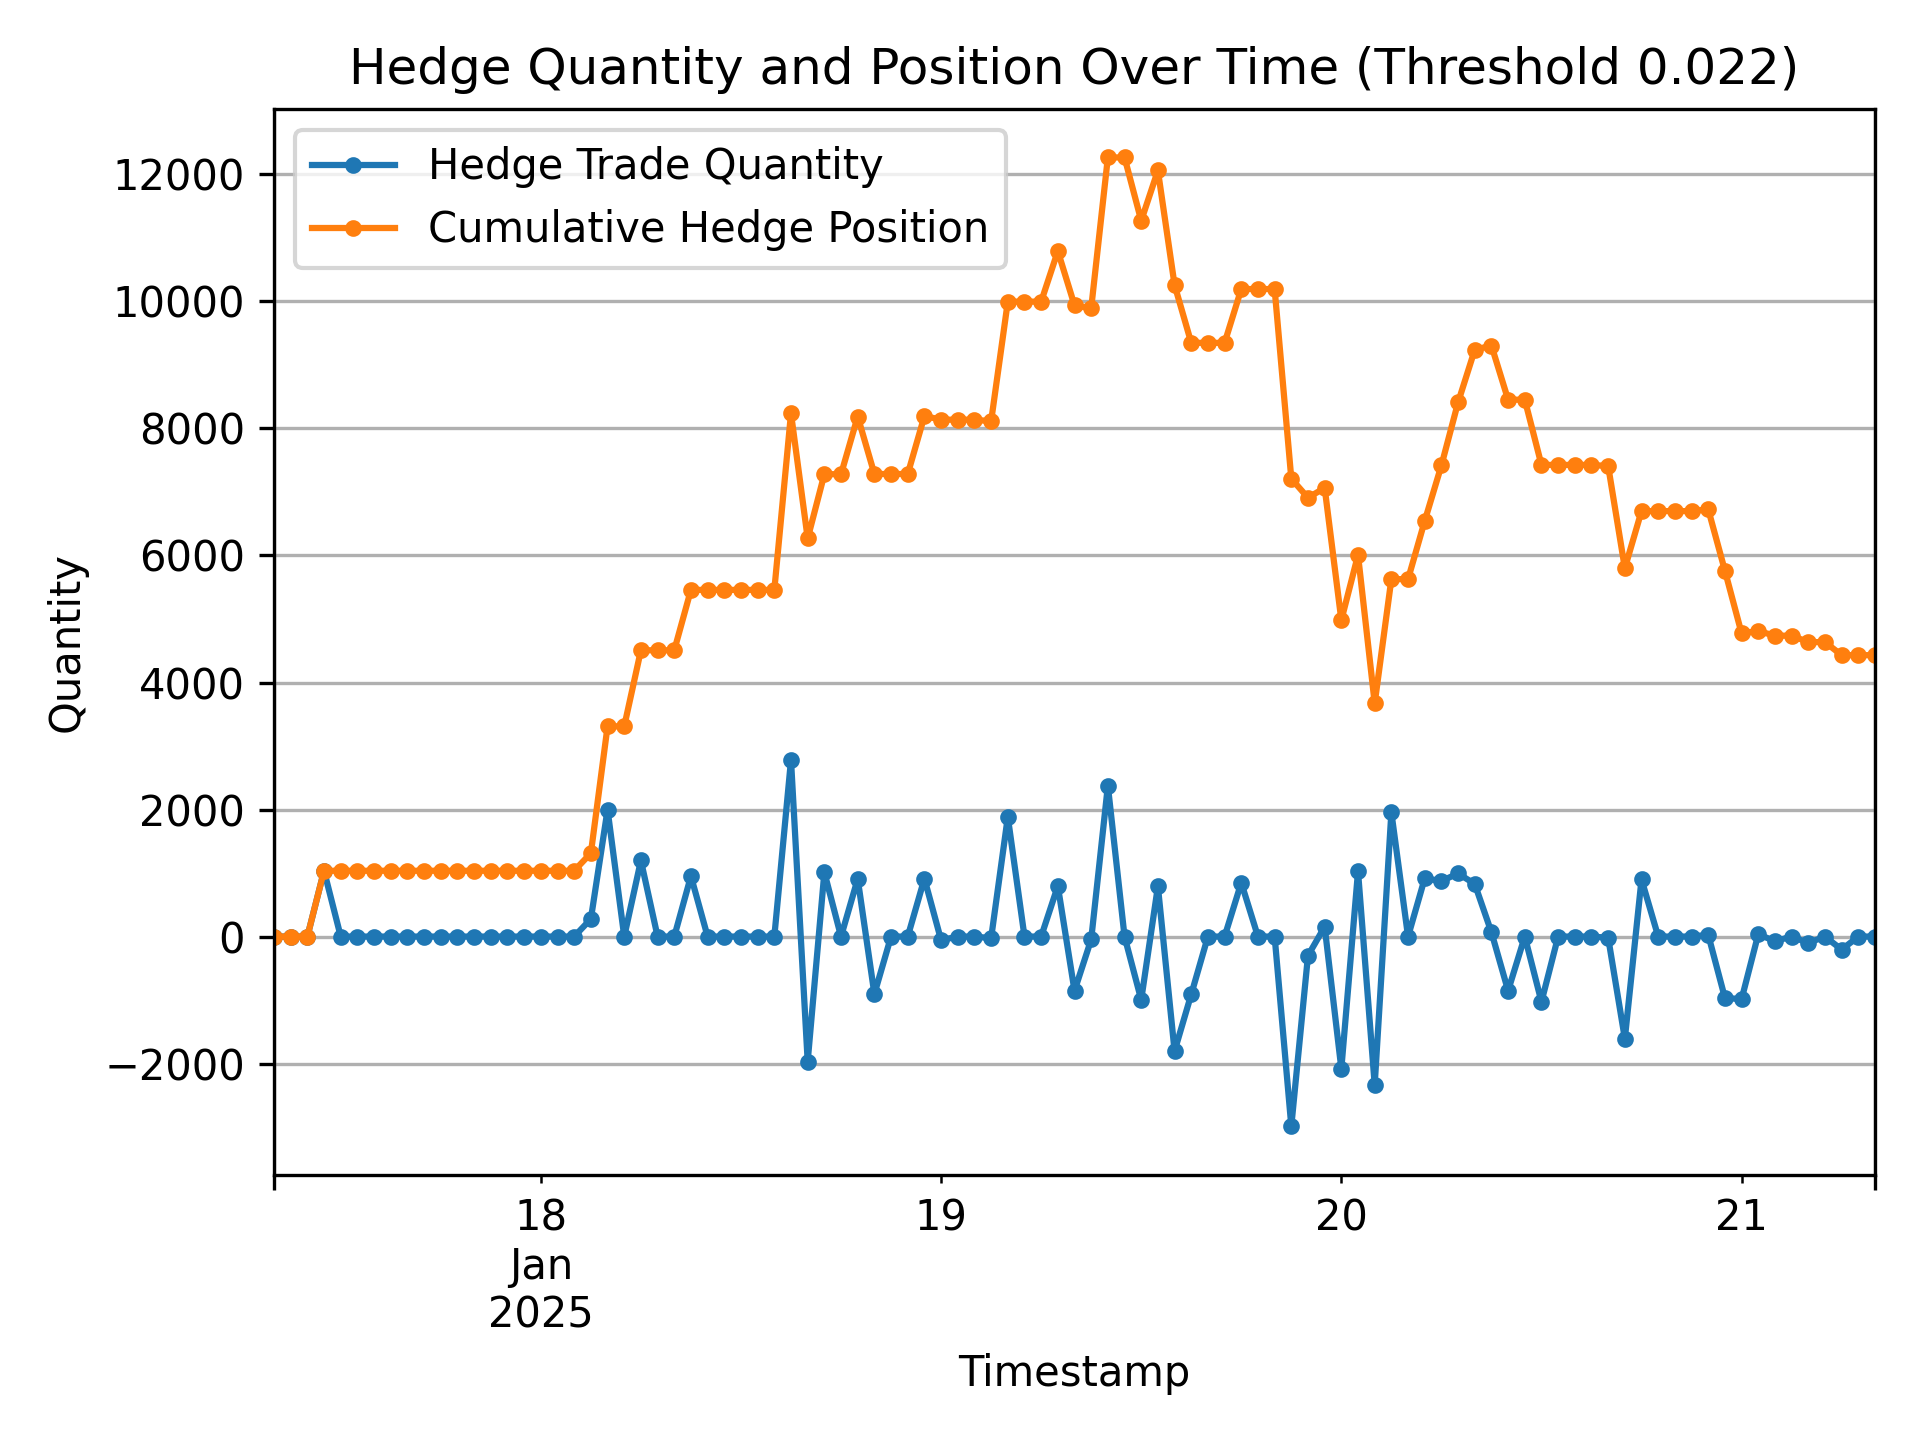 Hedge Quantity and Position Over Time (Threshold 0.022)
Hedge Trade Quantity
Cumulative Hedge Position
12000
10000
8000
6000
4000
2000
0
−2000
Quantity
18
19
20
21
Jan
2025
Timestamp